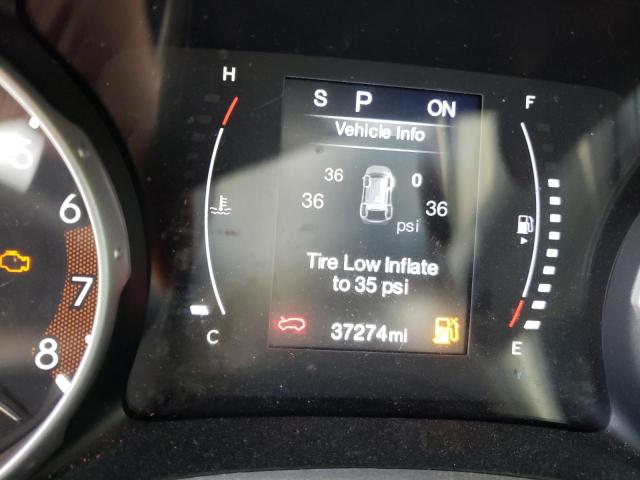 H
F
S P ON
Vehicle Info
36 0
36 36
psi
Tire Low Inflate
to 35 psi
37274mi
C
E
6
7
8